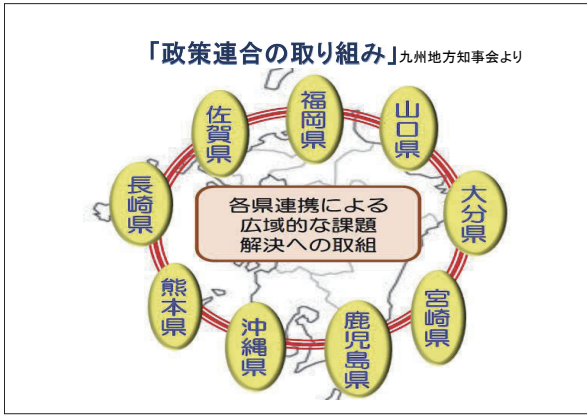 「政策連合の取り組み」九州地方知事会より
福岡県
山口県
佐賀県
長崎県
大分県
各県連携による
広域的な課題
解決への取組
熊本県
宮崎県
沖縄県
鹿児島県